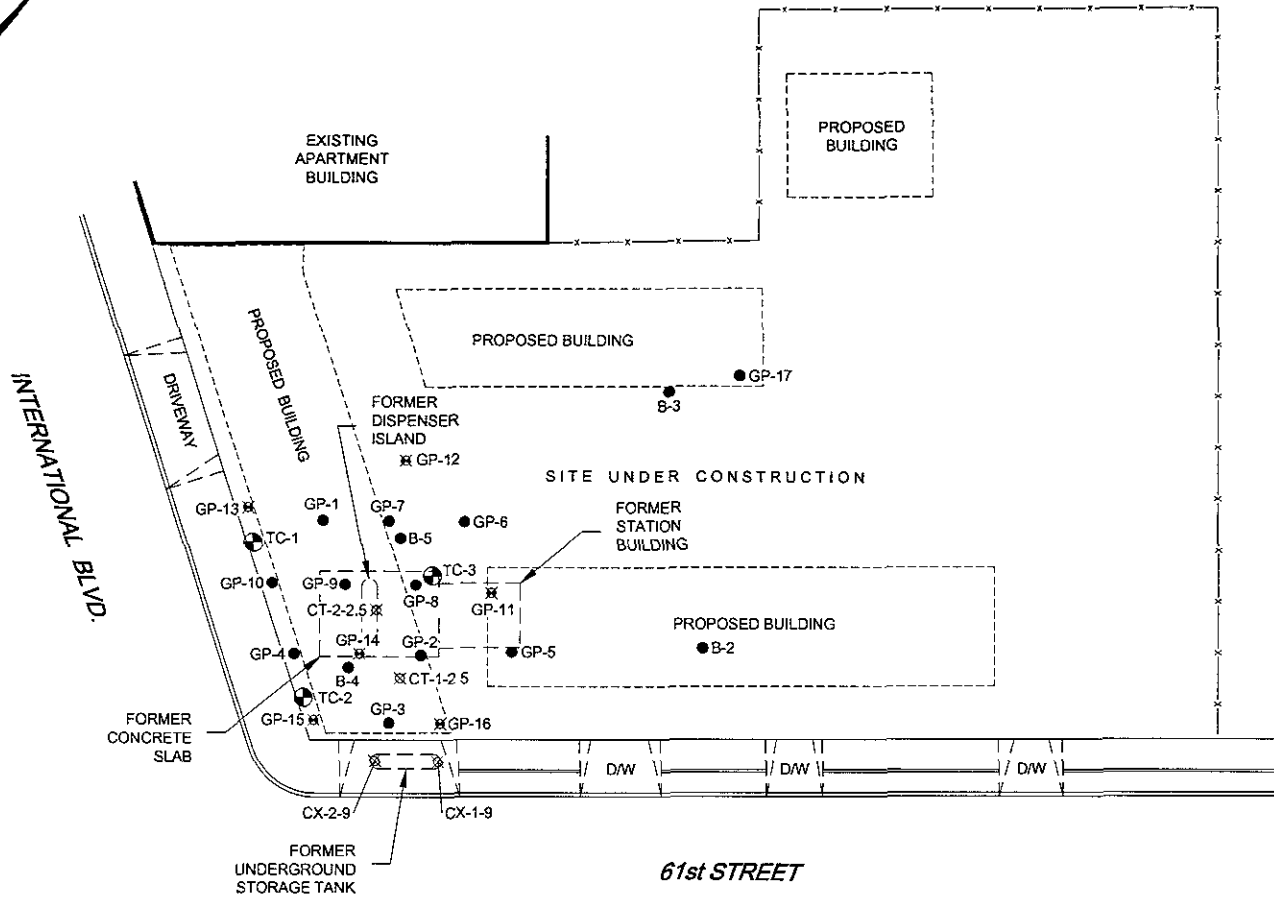 EXISTING
APARTMENT
BUILDING
PROPOSED
BUILDING
PROPOSED BUILDING
PROPOSED BUILDING
DRIVEWAY
INTERNATIONAL BLVD.
GP-17
B-3
FORMER
DISPENSER
ISLAND
GP-12
SITE UNDER CONSTRUCTION
FORMER
STATION
BUILDING
GP-13
GP-1
GP-7
GP-6
TC-1
B-5
TC-3
GP-10
GP-9
GP-8
GP-11
CT-2-2.5
PROPOSED BUILDING
B-2
GP-4
GP-14
GP-2
GP-5
B-4
CT-1-2 5
TC-2
GP-15
GP-3
GP-16
FORMER
CONCRETE
SLAB
D/W
D/W
D/W
CX-2-9
CX-1-9
FORMER
UNDERGROUND
STORAGE TANK
61st STREET